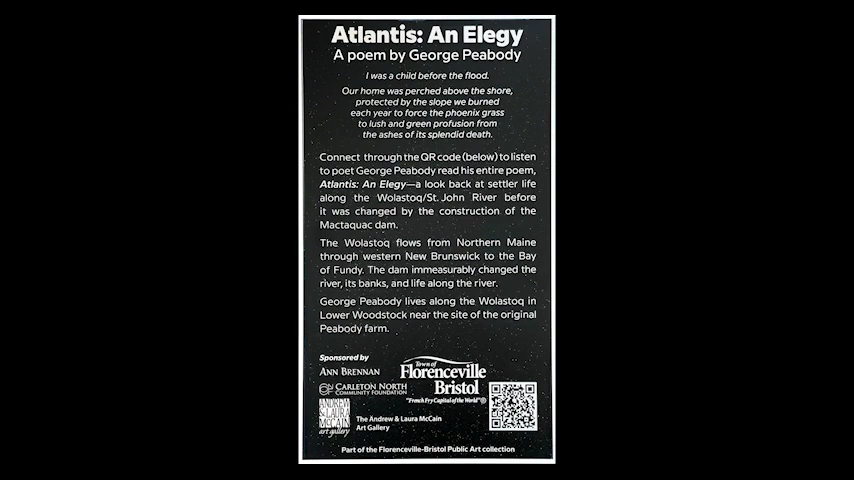 Atlantis: An Elegy
A poem by George Peabody
I was a child before the flood.
Our home was perched above the shore,
protected by the slope we burned
each year to force the phoenix grass
to lush and green profusion from
the ashes of its splendid death.
Connect through the QR code (below) to listen
to poet George Peabody read his entire poem,
Atlantis: An Elegy—a look back at settler life
along the Wolastoq/St. John River before
it was changed by the construction of the
Mactaquac dam.
The Wolastoq flows from Northern Maine
through western New Brunswick to the Bay
of Fundy. The dam immeasurably changed the
river, its banks, and life along the river.
George Peabody lives along the Wolastoq in
Lower Woodstock near the site of the original
Peabody farm.
Sponsored by
ANN BRENNAN
CARLETON NORTH
COMMUNITY FOUNDATION
Town of
Florenceville
Bristol
"French Fry Capital of the World"®
ANDREW
& LAURA
McCAIN
art gallery
The Andrew & Laura McCain
Art Gallery
Part of the Florenceville-Bristol Public Art collection